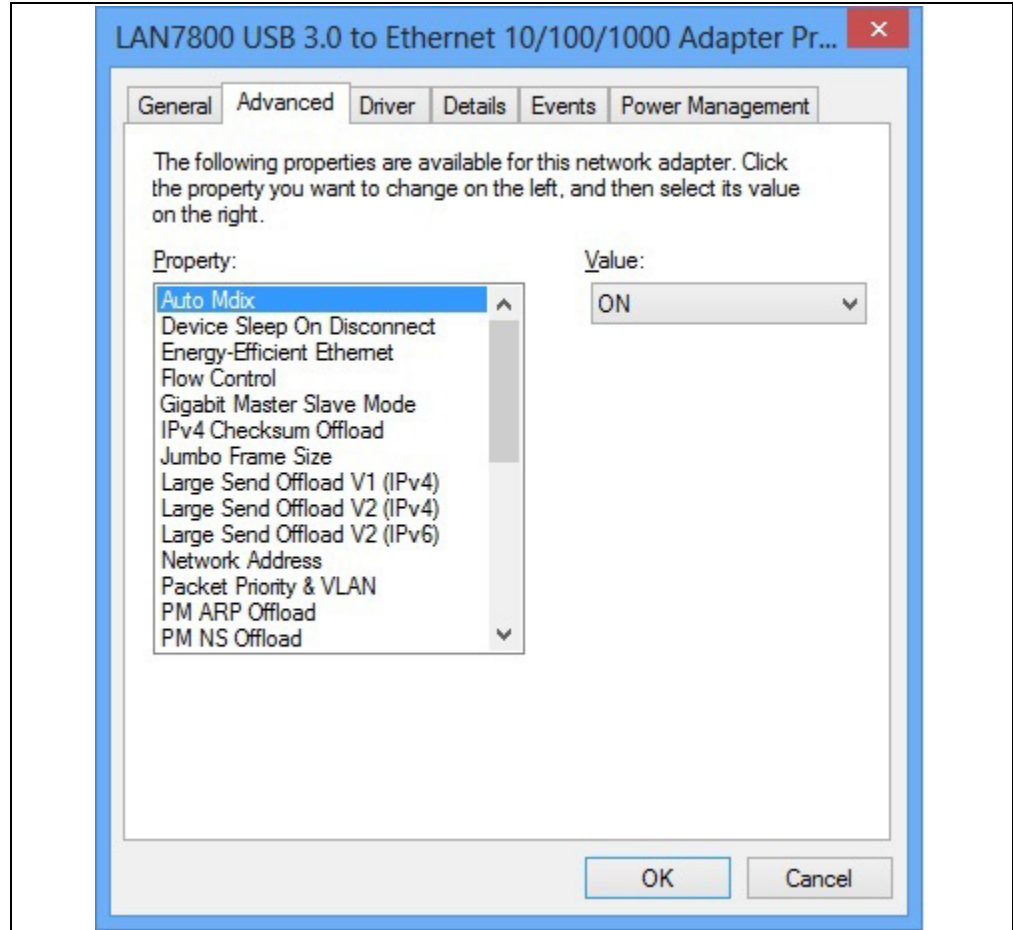 LAN7800 USB 3.0 to Ethernet 10/100/1000 Adapter Pr...
General Advanced Driver Details Events Power Management
The following properties are available for this network adapter. Click
the property you want to change on the left, and then select its value
on the right.
Property:
Value:
Auto Mdix
ON
Device Sleep On Disconnect
Energy-Efficient Ethernet
Flow Control
Gigabit Master Slave Mode
IPv4 Checksum Offload
Jumbo Frame Size
Large Send Offload V1 (IPv4)
Large Send Offload V2 (IPv4)
Large Send Offload V2 (IPv6)
Network Address
Packet Priority & VLAN
PM ARP Offload
PM NS Offload
OK
Cancel